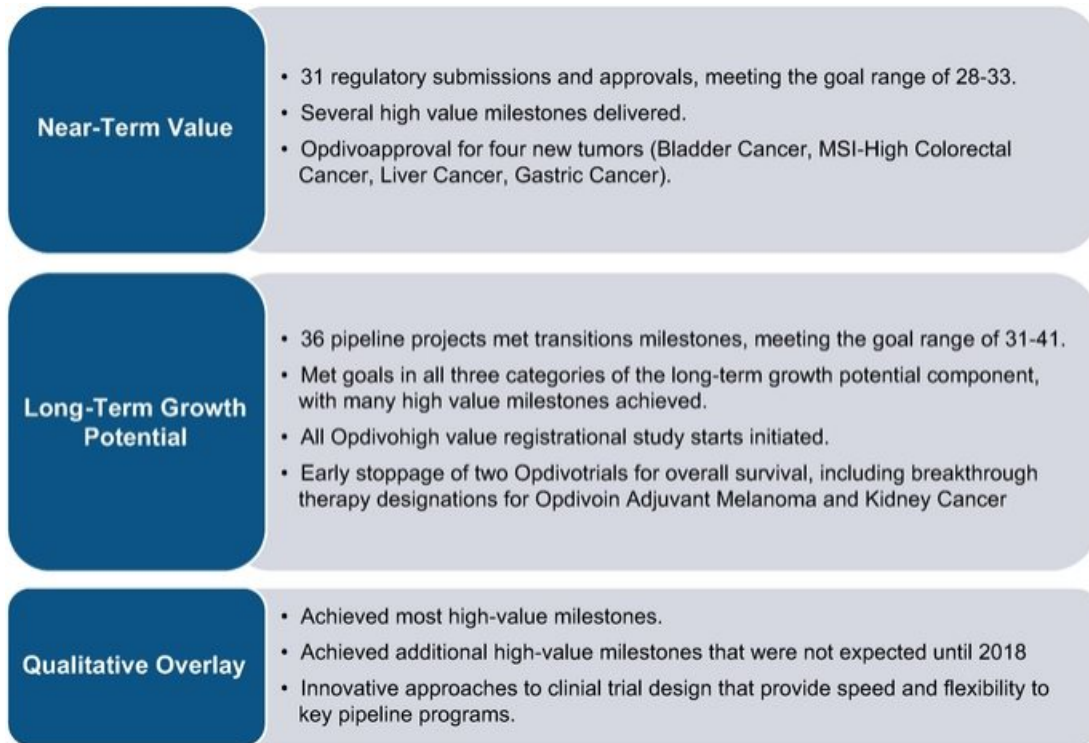 Near-Term Value
• 31 regulatory submissions and approvals, meeting the goal range of 28-33.
• Several high value milestones delivered.
• Opdivoapproval for four new tumors (Bladder Cancer, MSI-High Colorectal
Cancer, Liver Cancer, Gastric Cancer).
Long-Term Growth
Potential
• 36 pipeline projects met transitions milestones, meeting the goal range of 31-41.
• Met goals in all three categories of the long-term growth potential component,
with many high value milestones achieved.
• All Opdivohigh value registrational study starts initiated.
• Early stoppage of two Opdivotrials for overall survival, including breakthrough
therapy designations for Opdivoin Adjuvant Melanoma and Kidney Cancer
Qualitative Overlay
• Achieved most high-value milestones.
• Achieved additional high-value milestones that were not expected until 2018
• Innovative approaches to clinial trial design that provide speed and flexibility to
key pipeline programs.